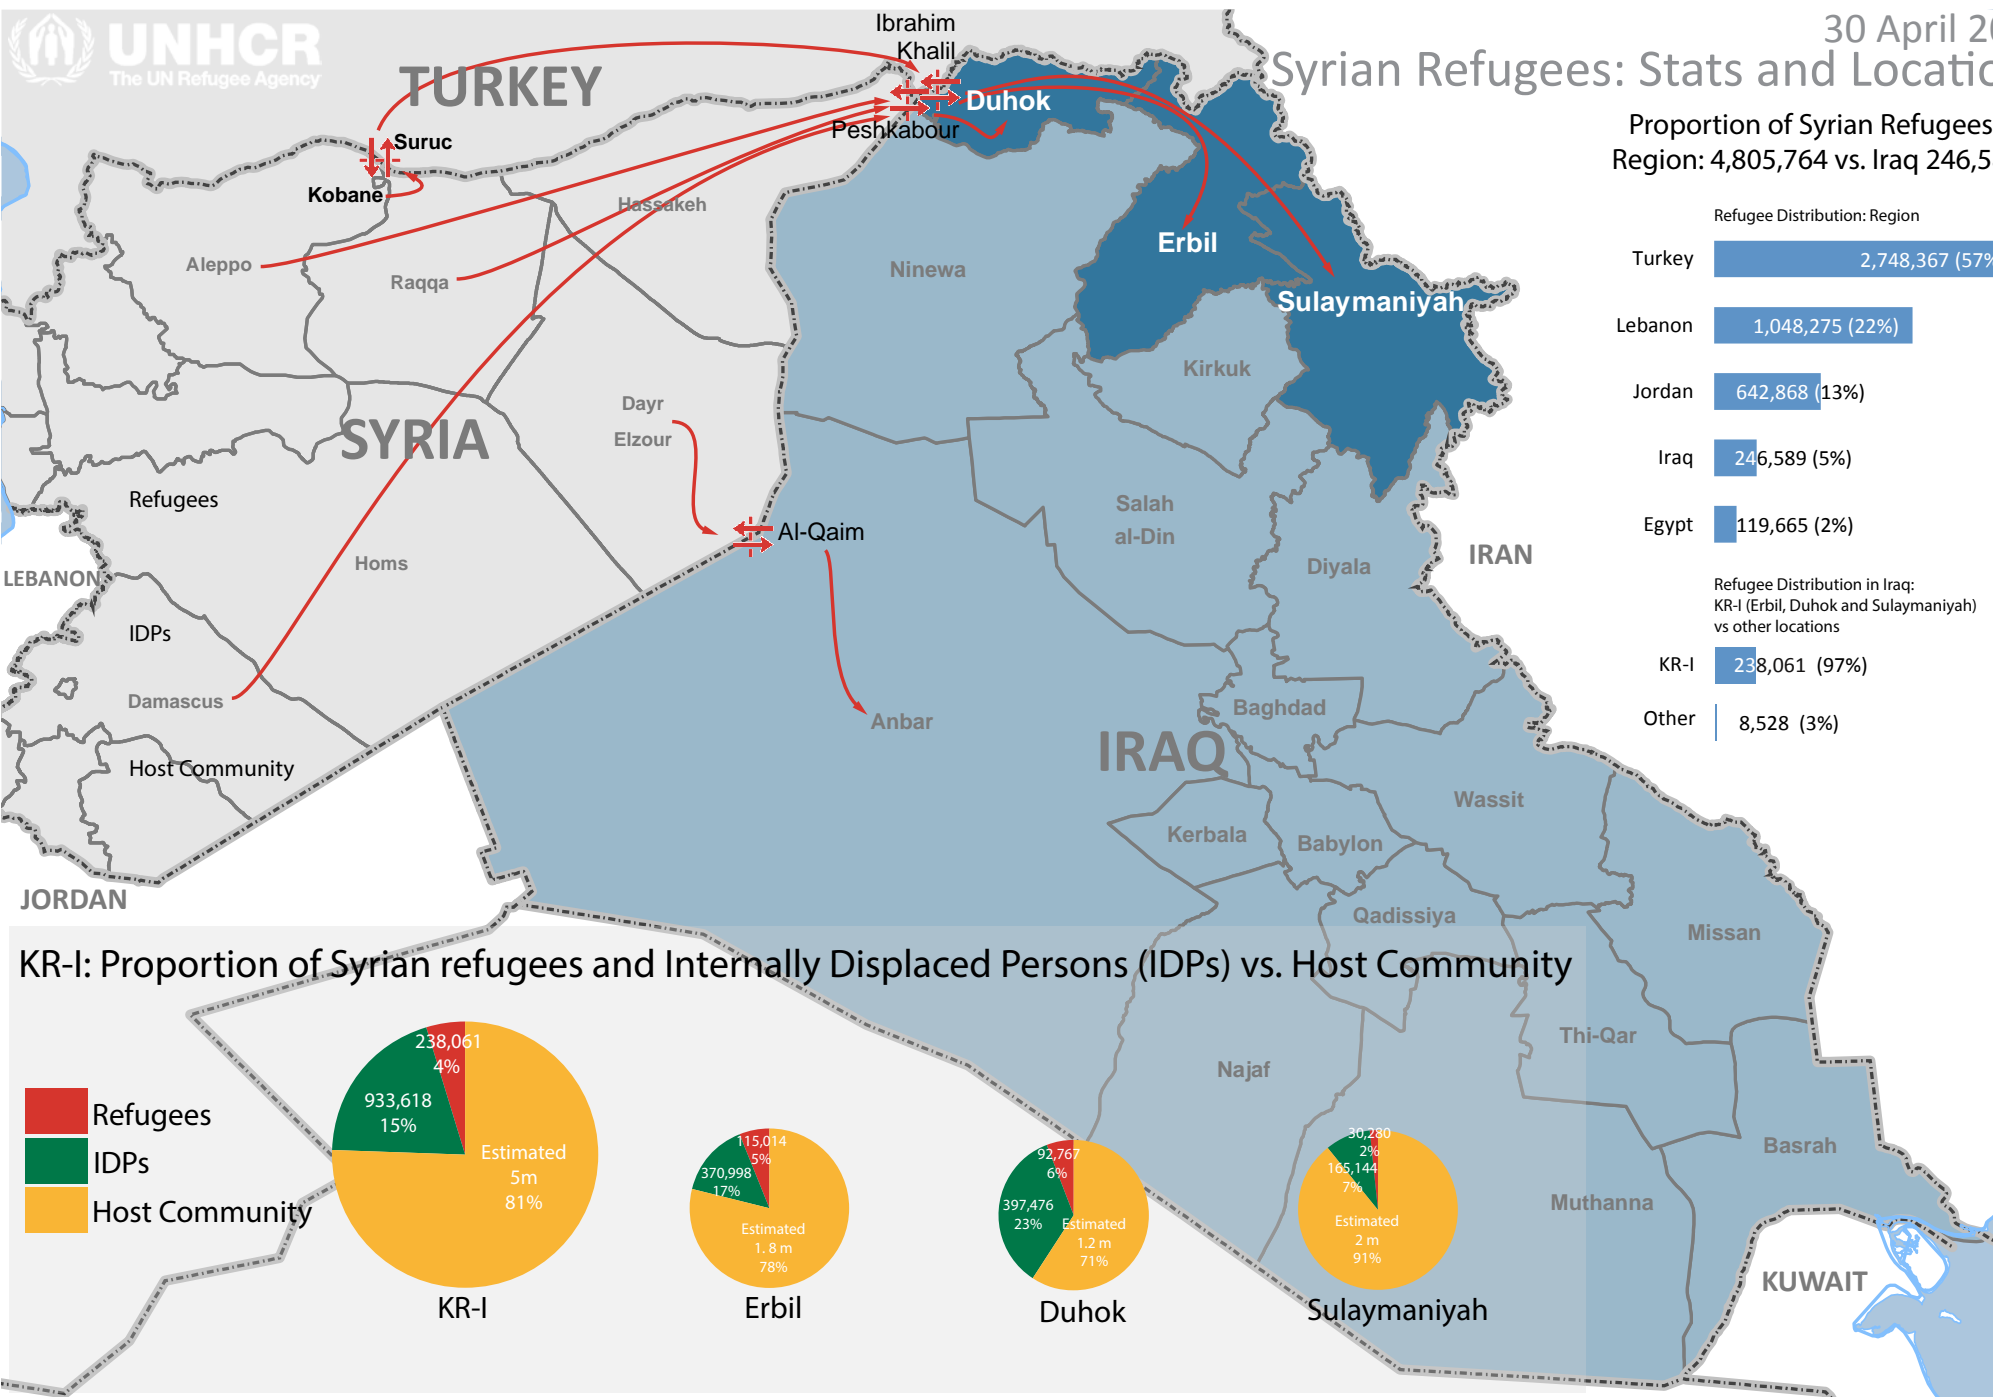 UNHCR
The UN Refugee Agency
30 April 20
Syrian Refugees: Stats and Locatio
Proportion of Syrian Refugees
Region: 4,805,764 vs. Iraq 246,5
Refugee Distribution: Region
Turkey
2,748,367 (57%
Lebanon
1,048,275 (22%)
Jordan
642,868 (13%)
Iraq
246,589 (5%)
Egypt
119,665 (2%)
Refugee Distribution in Iraq:
KR-I (Erbil, Duhok and Sulaymaniyah)
vs other locations
KR-I
238,061 (97%)
Other
8,528 (3%)
TURKEY
Ibrahim
Khalil
Duhok
Peshkabour
Suruc
Kobane
Hassakeh
Aleppo
Raqqa
Ninewa
Erbil
Sulaymaniyah
Kirkuk
Dayr
Elzour
SYRIA
Refugees
Salah
al-Din
Al-Qaim
Homs
Diyala
IRAN
LEBANON
IDPs
Damascus
Baghdad
Anbar
IRAQ
Host Community
Wassit
Kerbala
Babylon
JORDAN
Qadissiya
Missan
Thi-Qar
Najaf
Basrah
Muthanna
KUWAIT
KR-I: Proportion of Syrian refugees and Internally Displaced Persons (IDPs) vs. Host Community
Refugees
IDPs
Host Community
238,061
4%
933,618
15%
Estimated
5m
81%
KR-I
115,014
5%
370,998
17%
Estimated
1. 8 m
78%
Erbil
92,767
6%
397,476
23%
Estimated
1.2 m
71%
Duhok
30,280
2%
165,144
7%
Estimated
2 m
91%
Sulaymaniyah